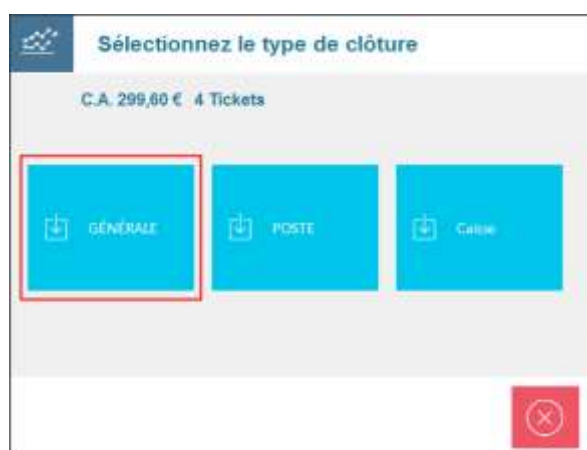 Sélectionnez le type de clôture
C.A. 299,60 € 4 Tickets
GÉNÉRALE
POSTE
Caisse